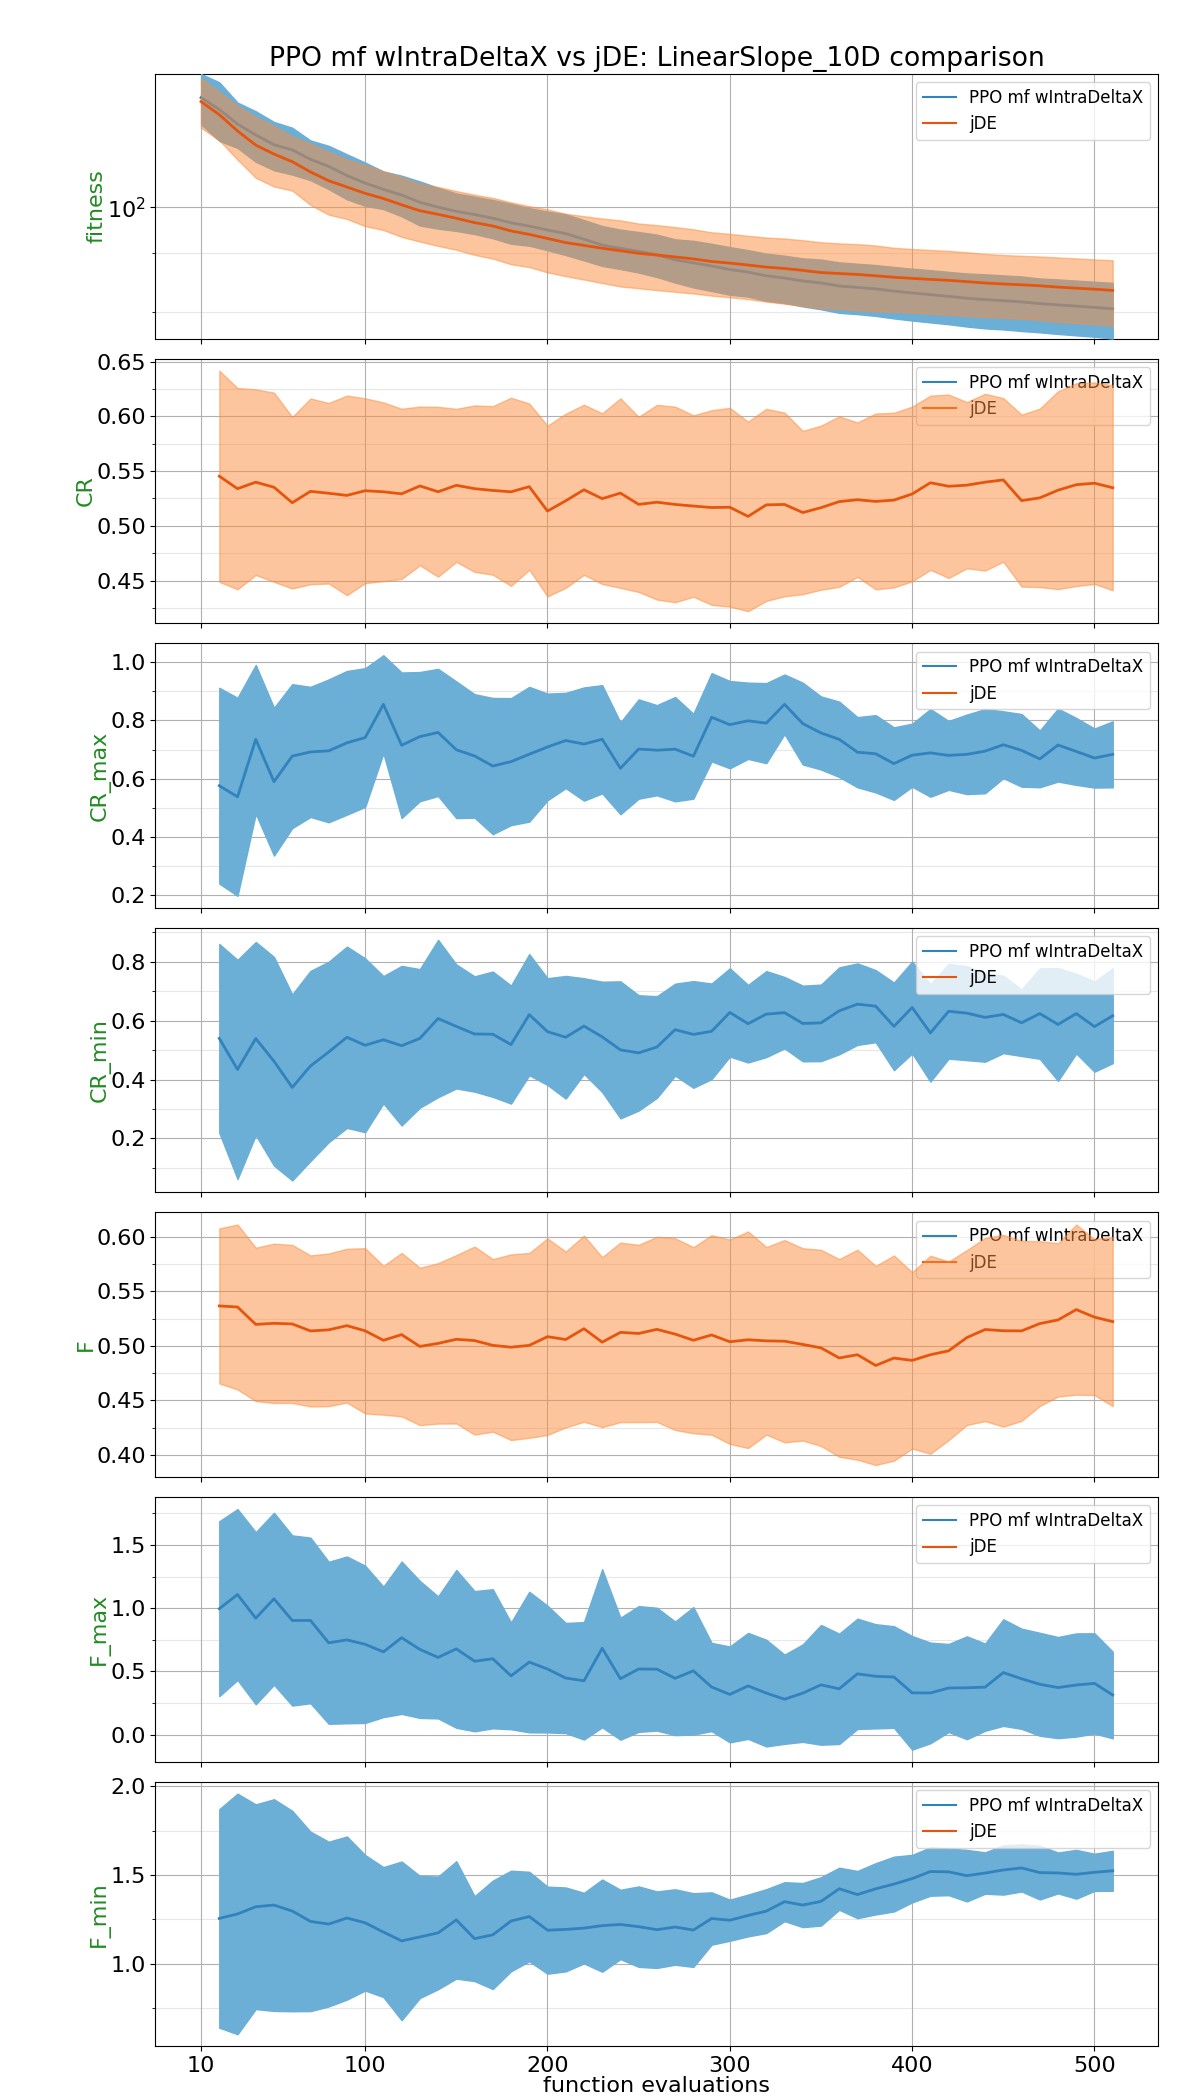 PPO mf wIntraDeltaX vs jDE: LinearSlope_10D comparison
fitness
10²
PPO mf wIntraDeltaX
jDE
CR
0.65
0.60
0.55
0.50
0.45
PPO mf wIntraDeltaX
jDE
CR_max
1.0
0.8
0.6
0.4
0.2
PPO mf wIntraDeltaX
jDE
CR_min
0.8
0.6
0.4
0.2
PPO mf wIntraDeltaX
jDE
F
0.60
0.55
0.50
0.45
0.40
PPO mf wIntraDeltaX
jDE
F_max
1.5
1.0
0.5
0.0
PPO mf wIntraDeltaX
jDE
F_min
2.0
1.5
1.0
PPO mf wIntraDeltaX
jDE
10 100 200 300 400 500
function evaluations